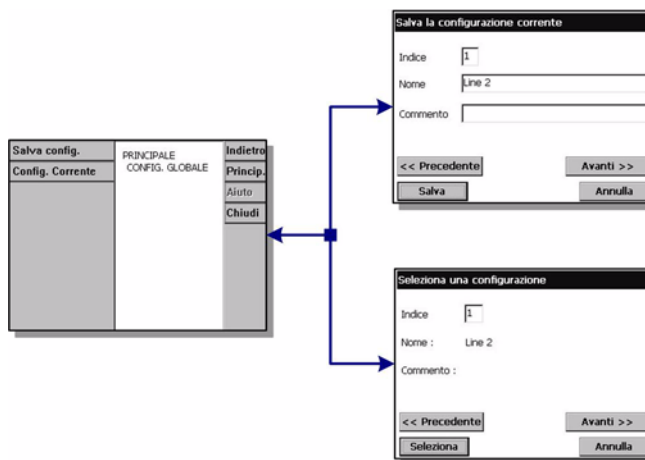 Salva la configurazione corrente
Indice 1
Nome Line 2
Commento
<< Precedente Avanti >>
Salva Annulla
Salva config.
Config. Corrente
PRINCIPALE
CONFIG. GLOBALE
Indietro
Princip.
Aiuto
Chiudi
Seleziona una configurazione
Indice 1
Nome : Line 2
Commento :
<< Precedente Avanti >>
Seleziona Annulla